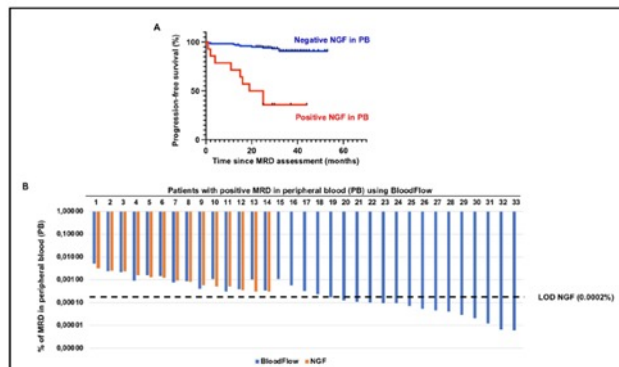 A
Progression-free survival (%)
100
50
0
Negative NGF in PB
Positive NGF in PB
0 20 40 60
Time since MRD assessment (months)
B
Patients with positive MRD in peripheral blood (PB) using BloodFlow
1 2 3 4 5 6 7 8 9 10 11 12 13 14 15 16 17 18 19 20 21 22 23 24 25 26 27 28 29 30 31 32 33
% of MRD in peripheral blood (PB)
1,00000
0,10000
0,01000
0,00100
0,00010
0,00001
0,00000
LOD NGF (0.0002%)
BloodFlow NGF